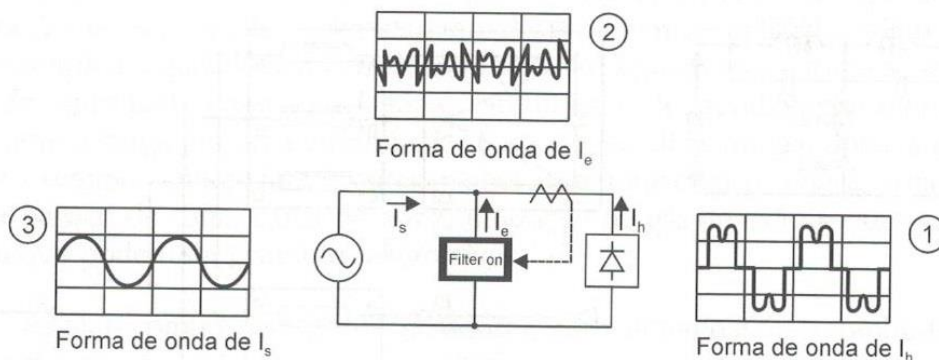 2
Forma de onda de Ie
3
Is
Ie
Ih
1
Filter on
Forma de onda de Is
Forma de onda de Ih